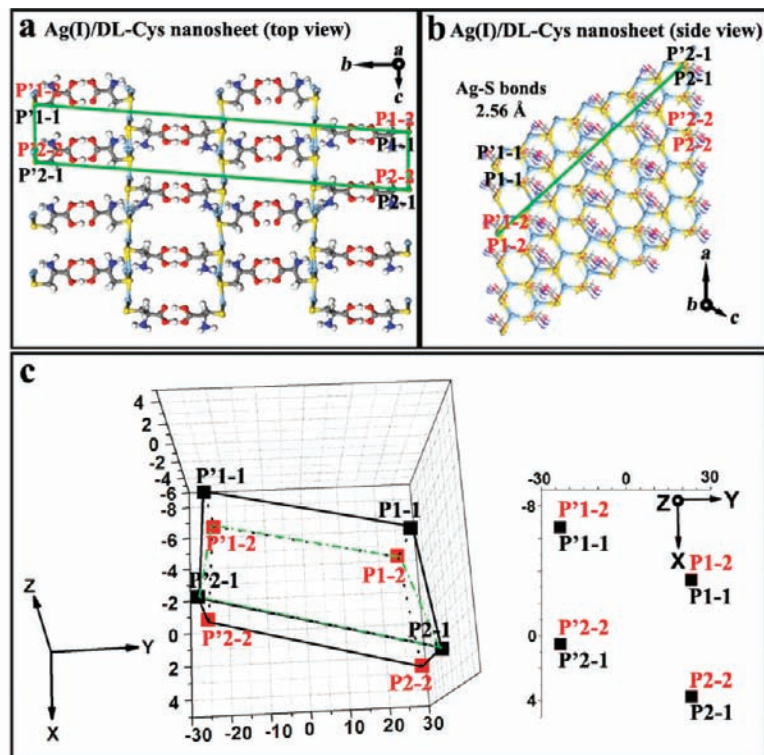 a Ag(I)/DL-Cys nanosheet (top view)
a
b
c
P'1-2
P'1-1
P'2-2
P'2-1
P1-2
P1-1
P2-2
P2-1
b Ag(I)/DL-Cys nanosheet (side view)
P'2-1
P2-1
Ag-S bonds
2.56 Å
P'2-2
P2-2
P'1-1
P1-1
P'1-2
P1-2
a
b
c
c
4
2
0
-2
-4
-6
-8
-6
-4
-2
0
2
4
-30 -20 -10 0 10 20 30
P'1-1
P1-1
P'1-2
P1-2
P'2-1
P2-1
P'2-2
P2-2
Z
Y
X
-30 0 30
-8
0
4
Z Y
X
P'1-2
P'1-1
P1-2
P1-1
P'2-2
P'2-1
P2-2
P2-1